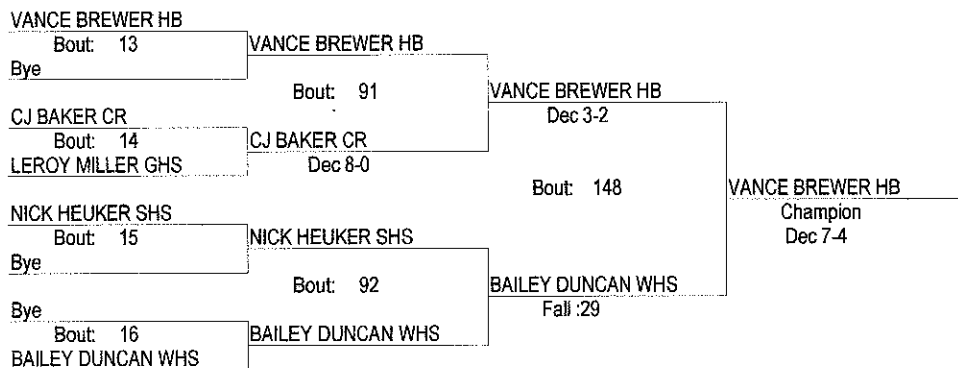 VANCE BREWER HB
Bout: 13
Bye
VANCE BREWER HB
Bout: 91
CJ BAKER CR
Bout: 14
LEROY MILLER GHS
CJ BAKER CR
Dec 8-0
VANCE BREWER HB
Dec 3-2
Bout: 148
NICK HEUKER SHS
Bout: 15
Bye
NICK HEUKER SHS
Bout: 92
Bye
Bout: 16
BAILEY DUNCAN WHS
BAILEY DUNCAN WHS
BAILEY DUNCAN WHS
Fall :29
VANCE BREWER HB
Champion
Dec 7-4